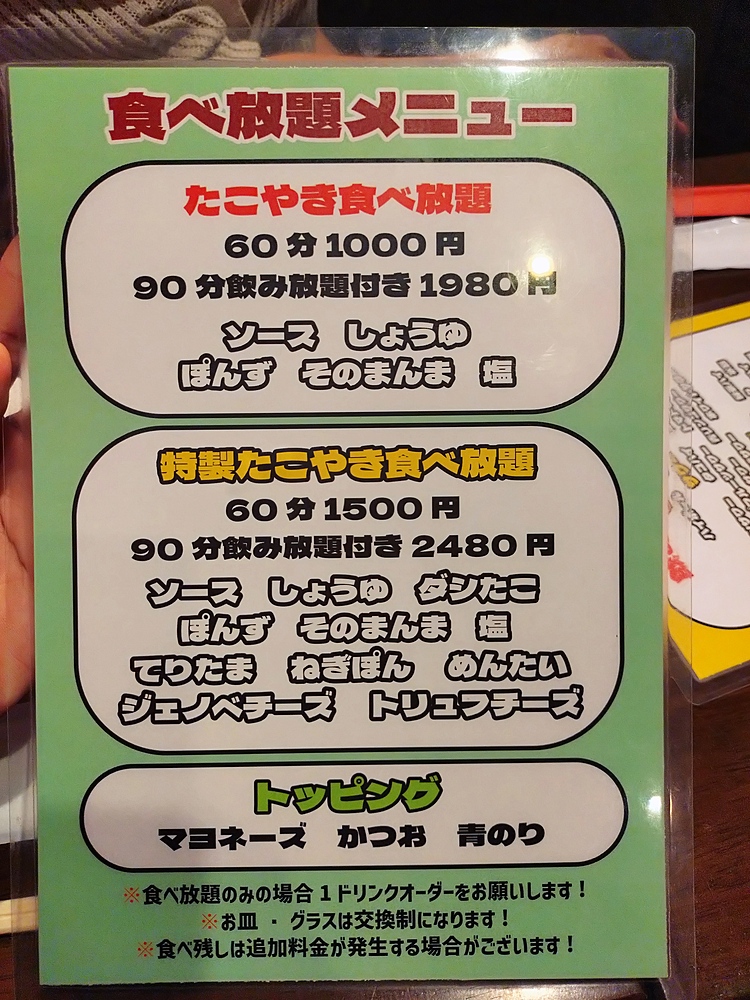 食べ放題メニュー
たこやき食べ放題
60分1000円
90分飲み放題付き1980円
ソース しょうゆ
ぽんず そのまんま 塩
特製たこやき食べ放題
60分1500円
90分飲み放題付き2480円
ソース しょうゆ ダシたこ
ぽんず そのまんま 塩
てりたま ねぎぽん めんたい
ジェノベチーズ トリュフチーズ
トッピング
マヨネーズ かつお 青のり
※食べ放題のみの場合1ドリンクオーダーをお願いします!
※お皿・グラスは交換制になります!
※食べ残しは追加料金が発生する場合がございます!